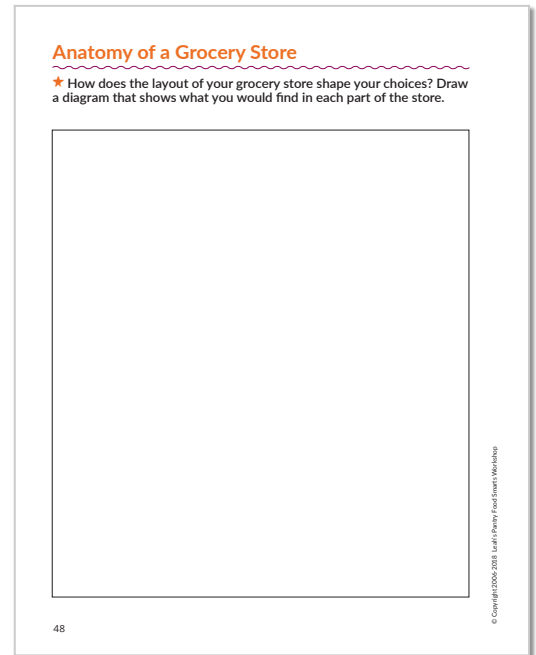 Anatomy of a Grocery Store
★ How does the layout of your grocery store shape your choices? Draw
a diagram that shows what you would find in each part of the store.
© Copyright 2006-2018 Leah's Pantry Food Smarts Workshop
48